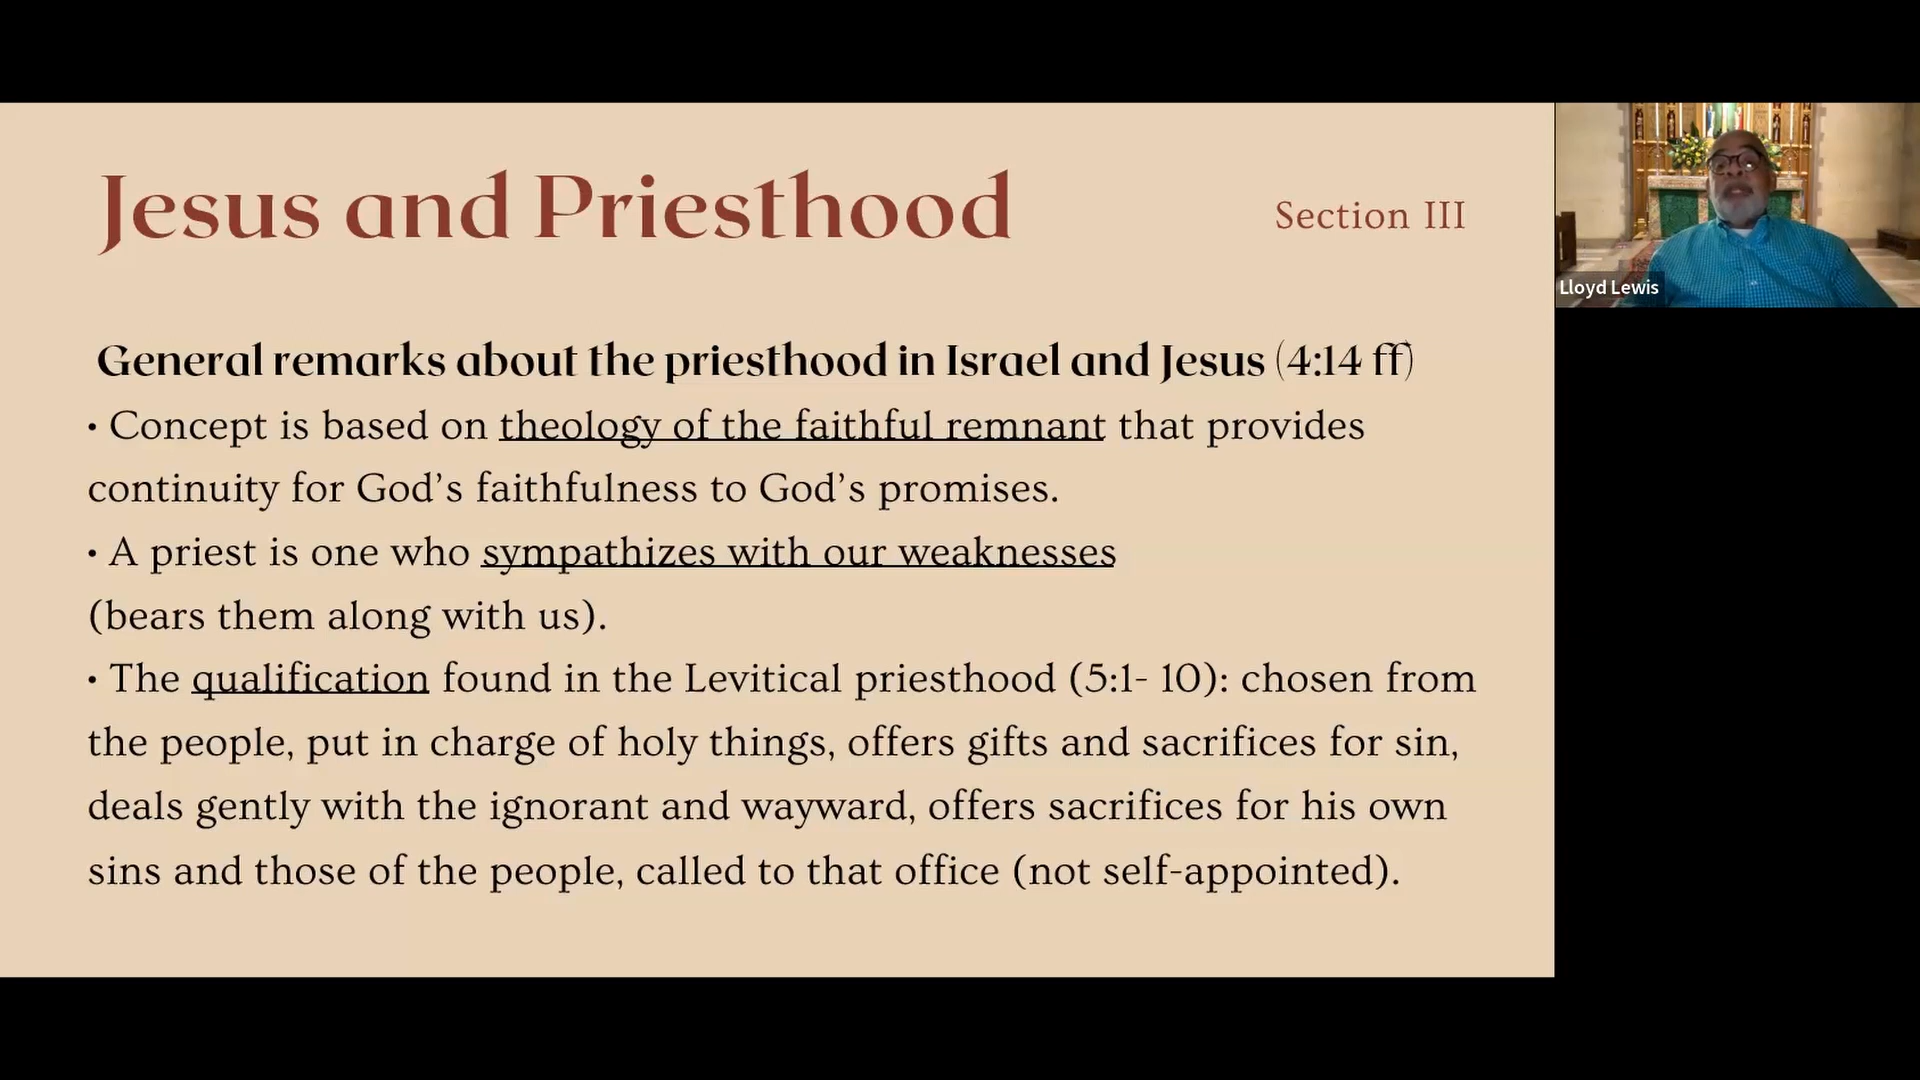 Jesus and Priesthood
Section III
Lloyd Lewis
General remarks about the priesthood in Israel and Jesus (4:14 ff)
• Concept is based on theology of the faithful remnant that provides
continuity for God’s faithfulness to God’s promises.
• A priest is one who sympathizes with our weaknesses
(bears them along with us).
• The qualification found in the Levitical priesthood (5:1- 10): chosen from
the people, put in charge of holy things, offers gifts and sacrifices for sin,
deals gently with the ignorant and wayward, offers sacrifices for his own
sins and those of the people, called to that office (not self-appointed).